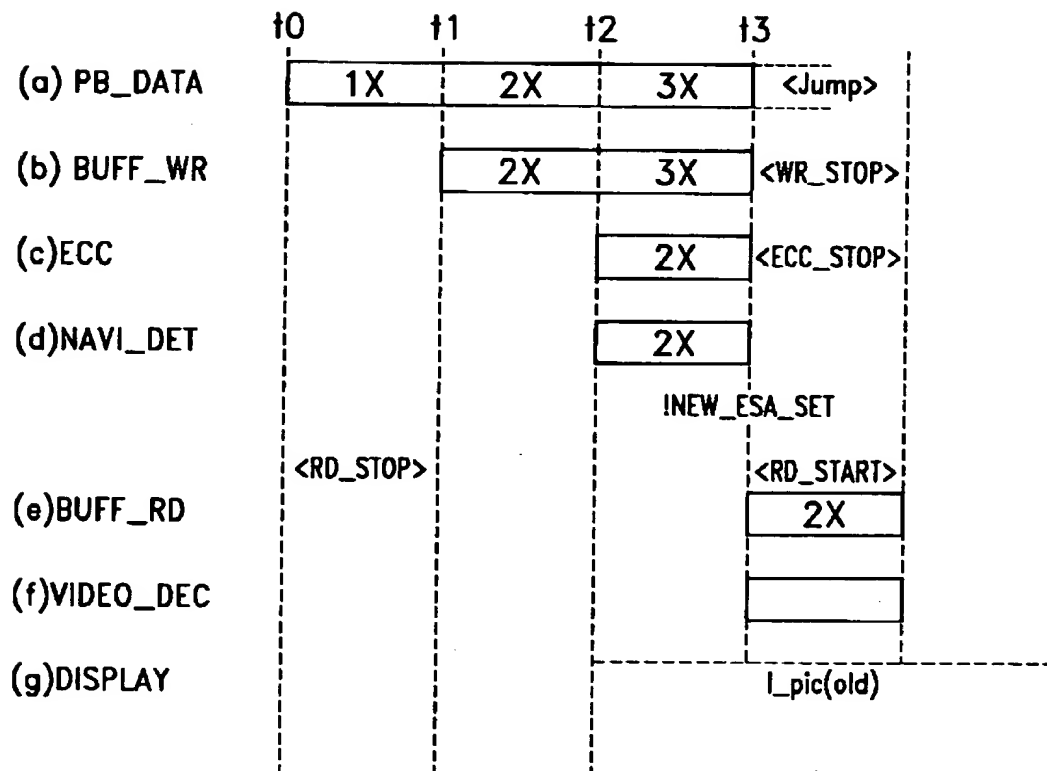 t0 t1 t2 t3
(a) PB_DATA 1X 2X 3X <Jump>
(b) BUFF_WR 2X 3X <WR_STOP>
(c)ECC 2X <ECC_STOP>
(d)NAVI_DET 2X
!NEW_ESA_SET
<RD_STOP> <RD_START>
(e)BUFF_RD 2X
(f)VIDEO_DEC
(g)DISPLAY I_pic(old)